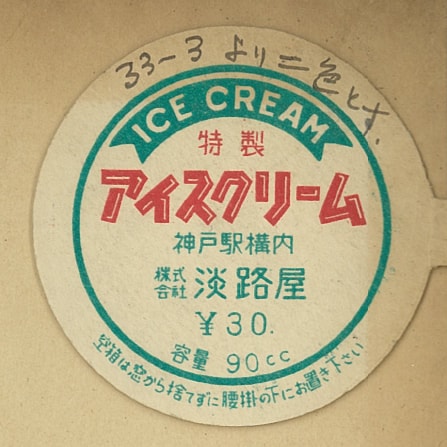 33-3より二色とす.
ICE CREAM
特製
アイスクリーム
神戸駅構内
株式会社 淡路屋
¥30.
容量 90cc
空箱は窓から捨てずに腰掛の下にお置き下さい